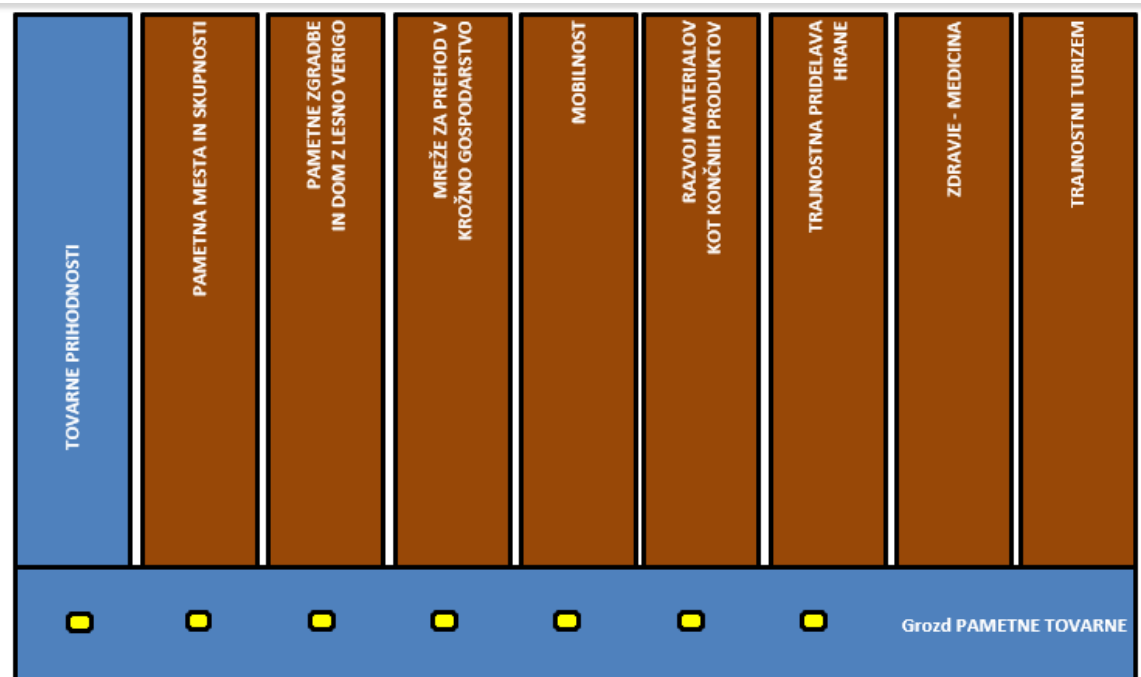 TOVARNE PRIHODNOSTI
PAMETNA MESTA IN SKUPNOSTI
PAMETNE ZGRADBE
IN DOM Z LESNO VERIGO
MREŽE ZA PREHOD V
KROŽNO GOSPODARSTVO
MOBILNOST
RAZVOJ MATERIALOV
KOT KONČNIH PRODUKTOV
TRAJNOSTNA PRIDELAVA
HRANE
ZDRAVJE - MEDICINA
TRAJNOSTNI TURIZEM
Grozd PAMETNE TOVARNE